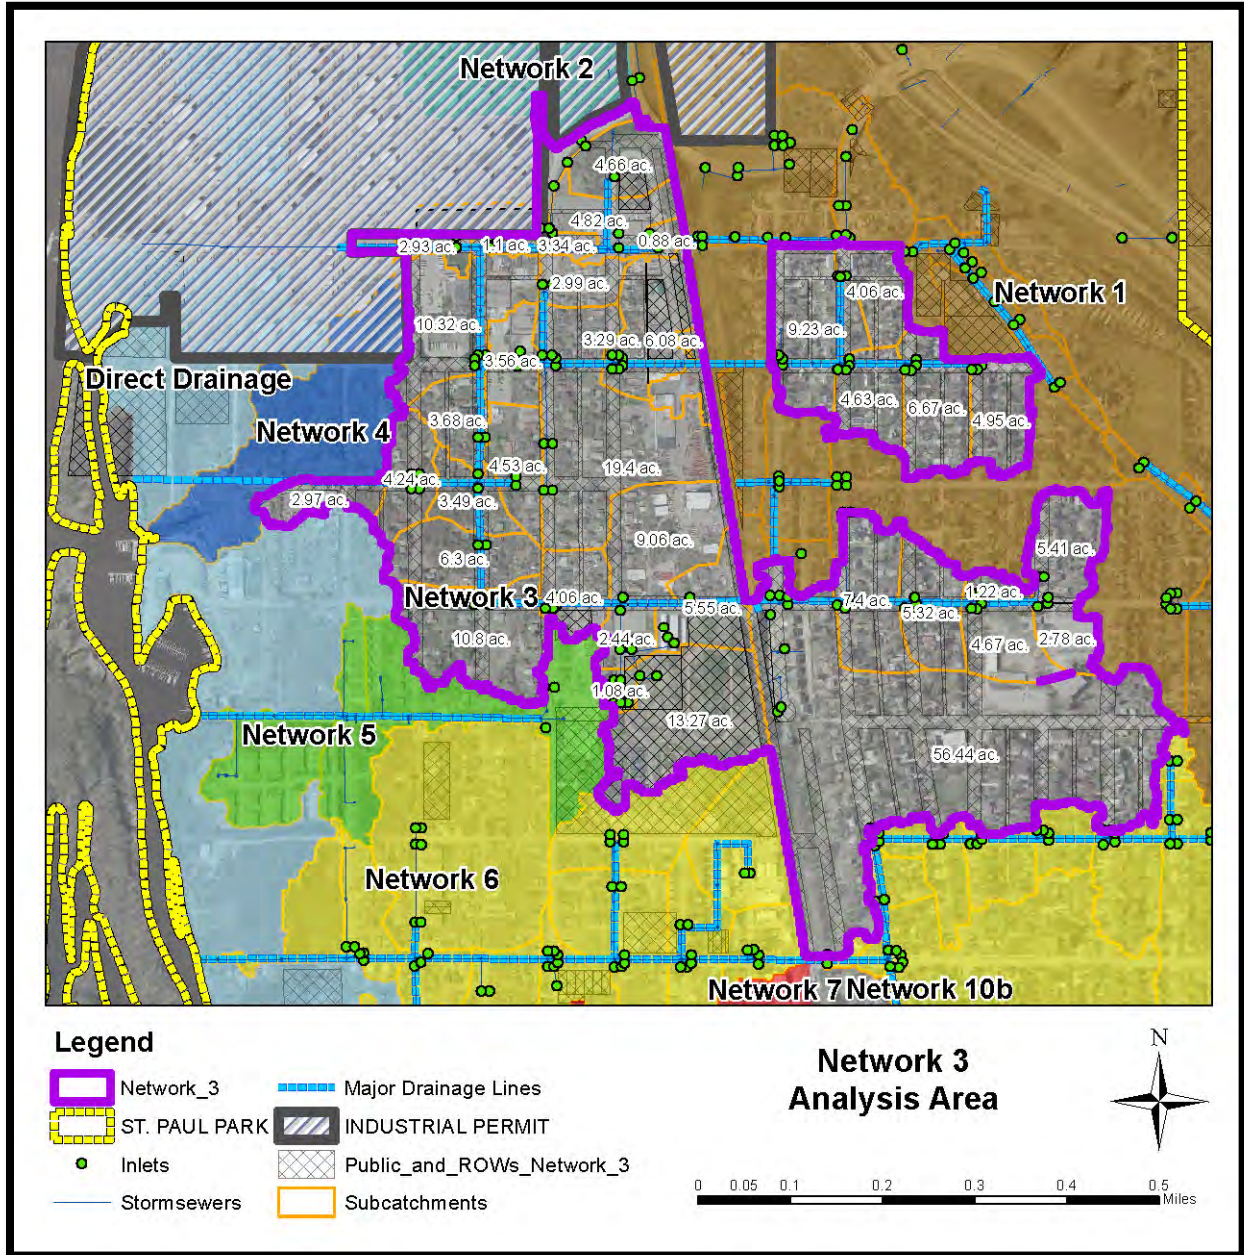 Network 2
4.66 ac.
4.82 ac.
2.93 ac.
1.1 ac.
3.34 ac.
0.88 ac.
2.99 ac.
Network 1
4.06 ac.
10.32 ac.
3.29 ac.
6.08 ac.
9.23 ac.
3.56 ac.
Direct Drainage
4.63 ac.
6.67 ac.
4.95 ac.
3.68 ac.
Network 4
4.53 ac.
19.4 ac.
4.24 ac.
2.97 ac.
3.49 ac.
9.06 ac.
5.41 ac.
6.3 ac.
Network 3
4.06 ac.
5.55 ac.
7.4 ac.
5.32 ac.
1.22 ac.
10.8 ac.
2.44 ac.
4.67 ac.
2.78 ac.
1.08 ac.
13.27 ac.
Network 5
56.44 ac.
Network 6
Network 7
Network 10b
Legend
Network_3
Major Drainage Lines
ST. PAUL PARK
INDUSTRIAL PERMIT
Inlets
Public_and_ROWs_Network_3
Stormsewers
Subcatchments
Network 3
Analysis Area
N
0 0.05 0.1 0.2 0.3 0.4 0.5
Miles